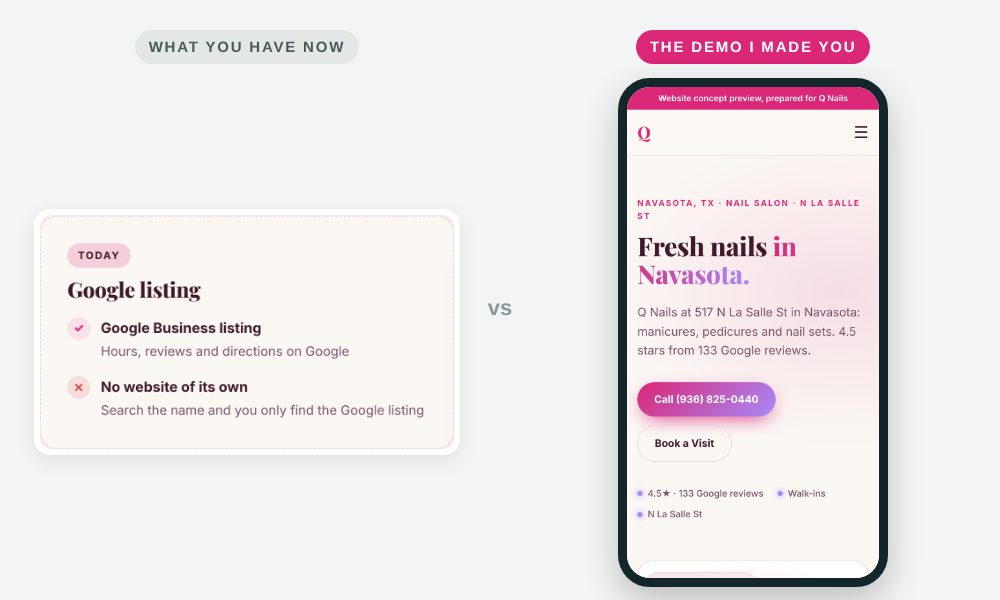 WHAT YOU HAVE NOW
THE DEMO I MADE YOU
TODAY
Google listing
Google Business listing
Hours, reviews and directions on Google
No website of its own
Search the name and you only find the Google listing
vs
Website concept preview, prepared for Q Nails
Q
NAVASOTA, TX · NAIL SALON · N LA SALLE
ST
Fresh nails in
Navasota.
Q Nails at 517 N La Salle St in Navasota:
manicures, pedicures and nail sets. 4.5
stars from 133 Google reviews.
Call (936) 825-0440
Book a Visit
4.5★ · 133 Google reviews
Walk-ins
N La Salle St